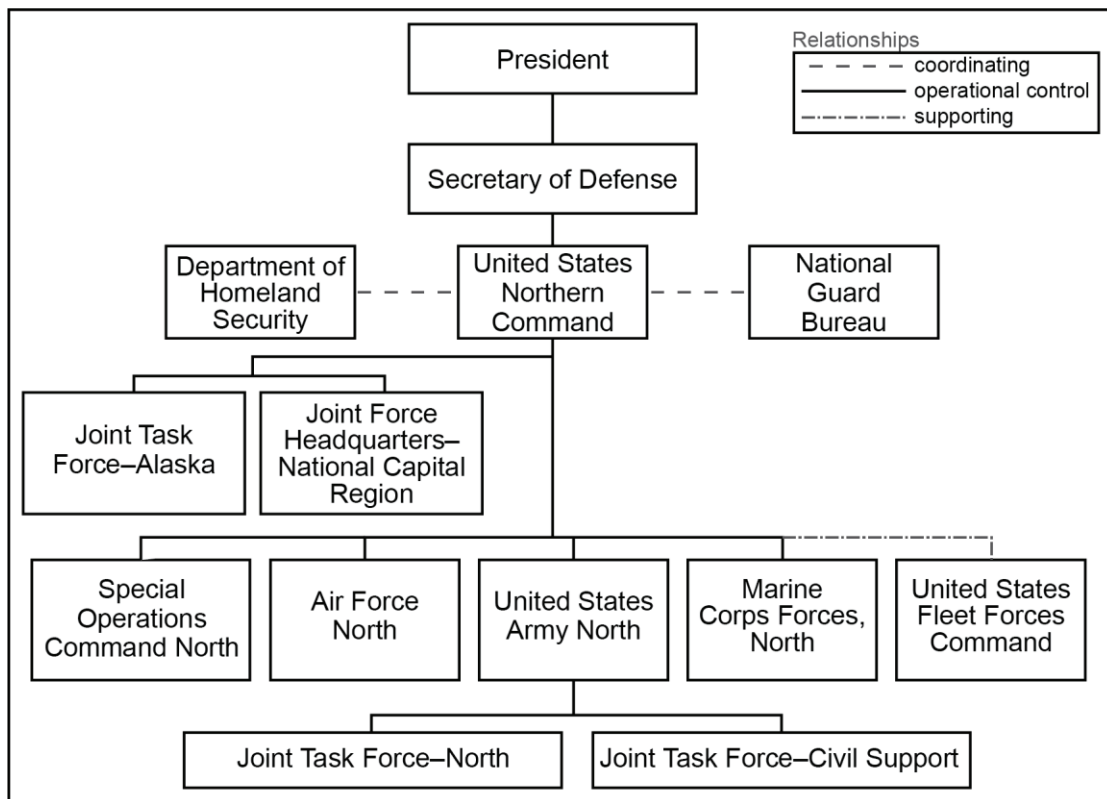 President
Relationships
coordinating
operational control
supporting
Secretary of Defense
Department of
Homeland
Security
United States
Northern
Command
National
Guard
Bureau
Joint Task
Force–Alaska
Joint Force
Headquarters–
National Capital
Region
Special
Operations
Command North
Air Force
North
United States
Army North
Marine
Corps Forces,
North
United States
Fleet Forces
Command
Joint Task Force–North
Joint Task Force–Civil Support